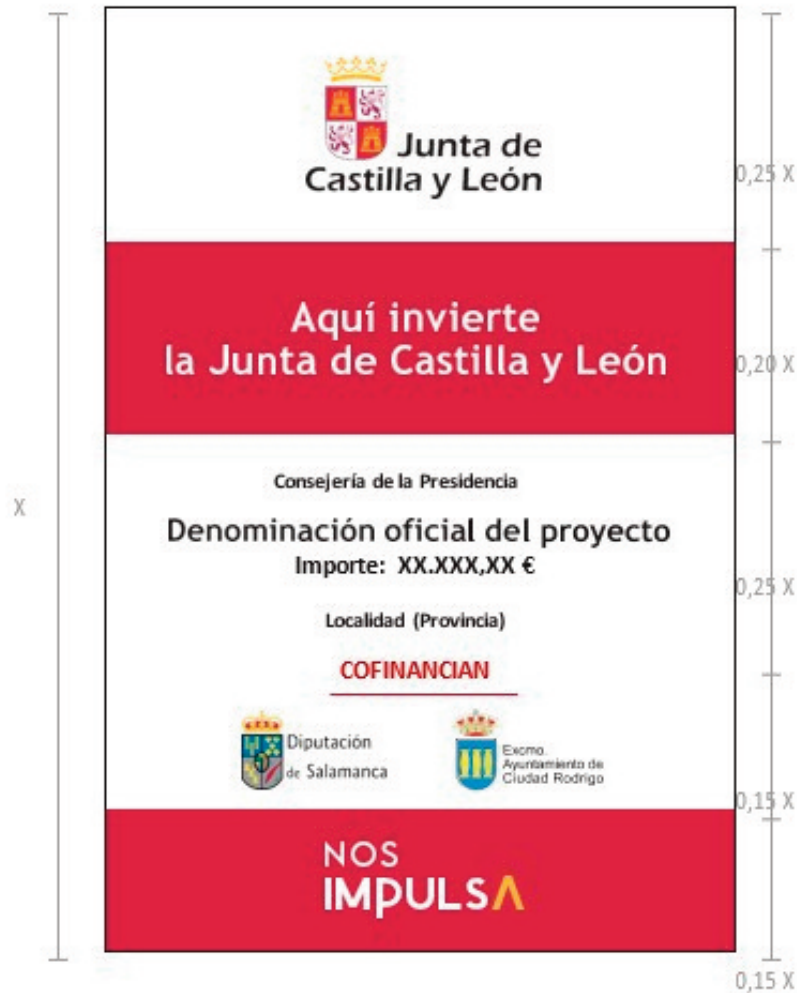 Junta de
Castilla y León
0,25 X
Aquí invierte
la Junta de Castilla y León
0,20 X
Consejería de la Presidencia
X
Denominación oficial del proyecto
Importe: XX.XXX,XX €
0,25 X
Localidad (Provincia)
COFINANCIAN
Diputación
de Salamanca
Excmo.
Ayuntamiento de
Ciudad Rodrigo
0,15 X
NOS
IMPULSA
0,15 X